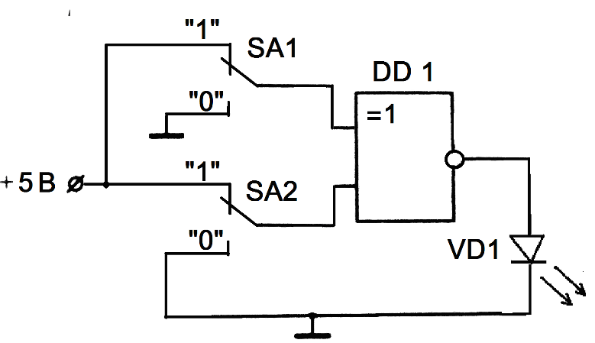 "1"
SA1
DD 1
"0"
=1
"1"
+5 В
SA2
"0"
VD1